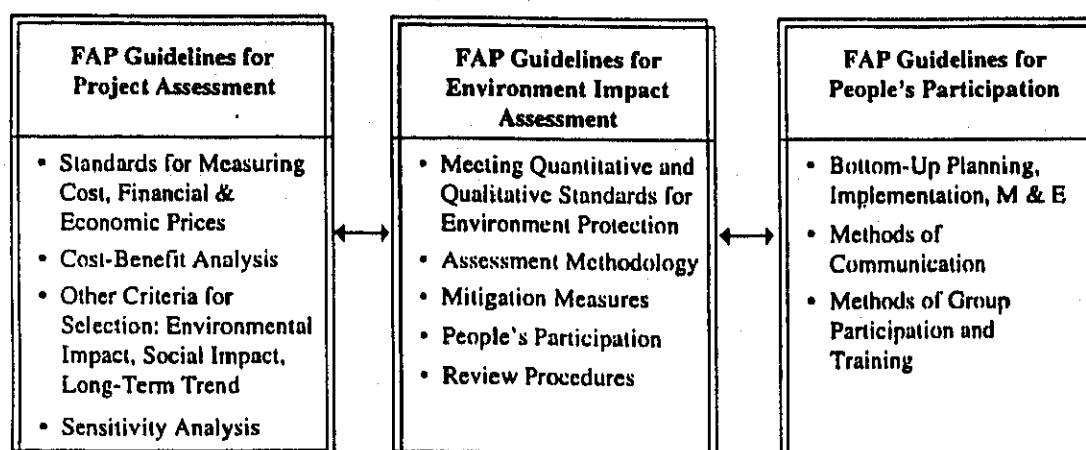 FAP Guidelines for
Project Assessment
• Standards for Measuring
Cost, Financial &
Economic Prices
• Cost-Benefit Analysis
• Other Criteria for
Selection: Environmental
Impact, Social Impact,
Long-Term Trend
• Sensitivity Analysis
FAP Guidelines for
Environment Impact
Assessment
• Meeting Quantitative and
Qualitative Standards for
Environment Protection
• Assessment Methodology
• Mitigation Measures
• People's Participation
• Review Procedures
FAP Guidelines for
People's Participation
• Bottom-Up Planning,
Implementation, M & E
• Methods of
Communication
• Methods of Group
Participation and
Training